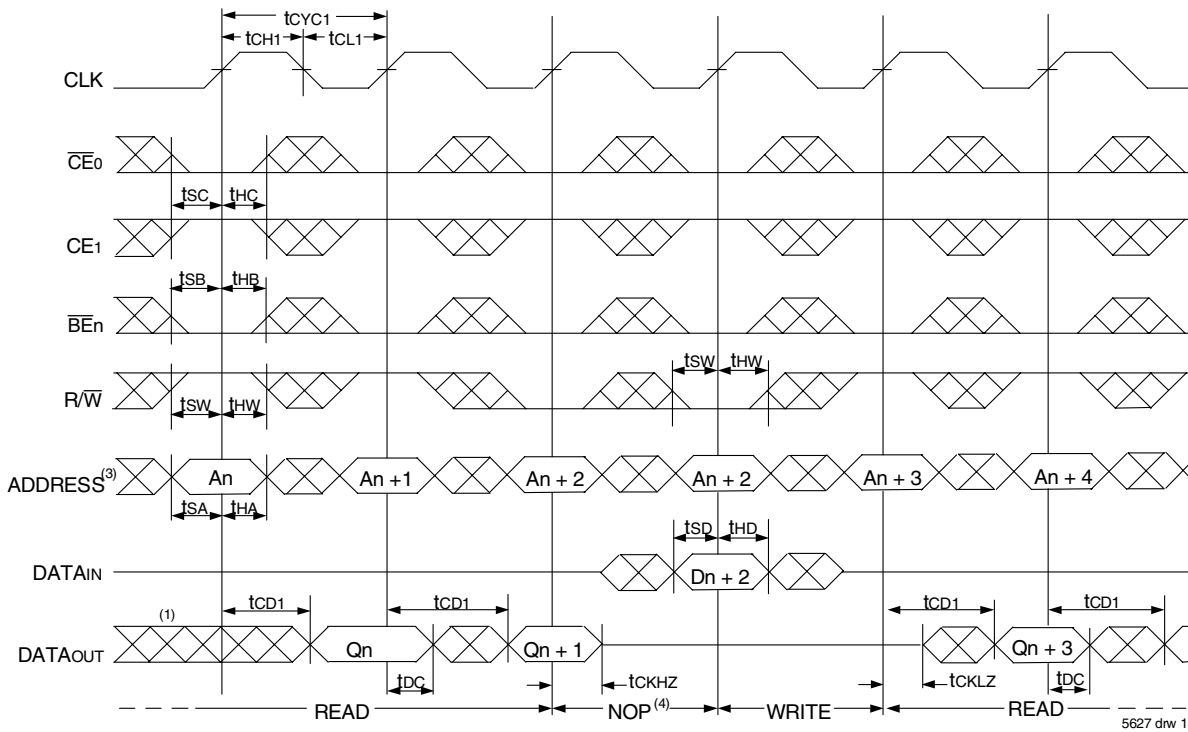 tCYC1
tCH1 tCL1
CLK
CE0
tSC tHC
CE1
tSB tHB
BEn
tSW tHW
R/W
tSW tHW
An An +1 An + 2 An + 2 An + 3 An + 4
ADDRESS(3)
tSA tHA
tSD tHD
DATAIN Dn + 2
tCD1 tCD1 tCD1 tCD1
(1)
DATAOUT Qn Qn + 1 Qn + 3
tDC tCKHZ tCKLZ tDC
READ NOP(4) WRITE READ
5627 drw 1